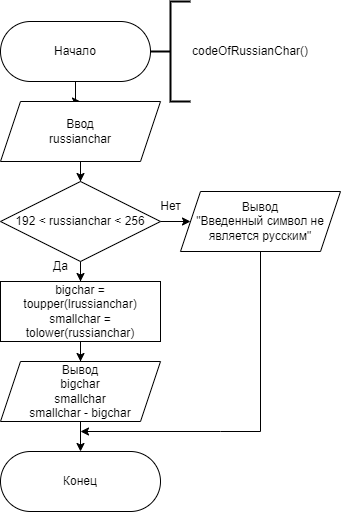 Начало
codeOfRussianChar()
Ввод
russianchar
192 < russianchar < 256
Нет
Вывод
"Введенный символ не
является русским"
Да
bigchar =
toupper(lrussianchar)
smallchar =
tolower(russianchar)
Вывод
bigchar
smallchar
smallchar - bigchar
Конец